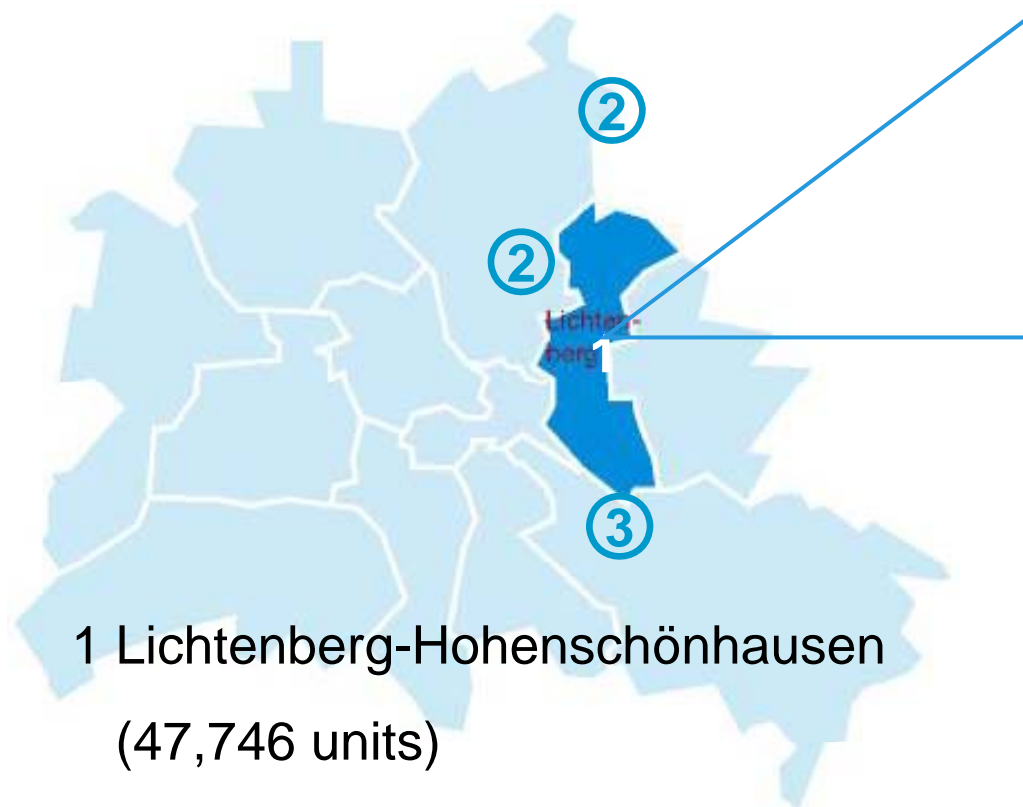 2
2
Lichten-
berg
1
3
1 Lichtenberg-Hohenschönhausen
(47,746 units)